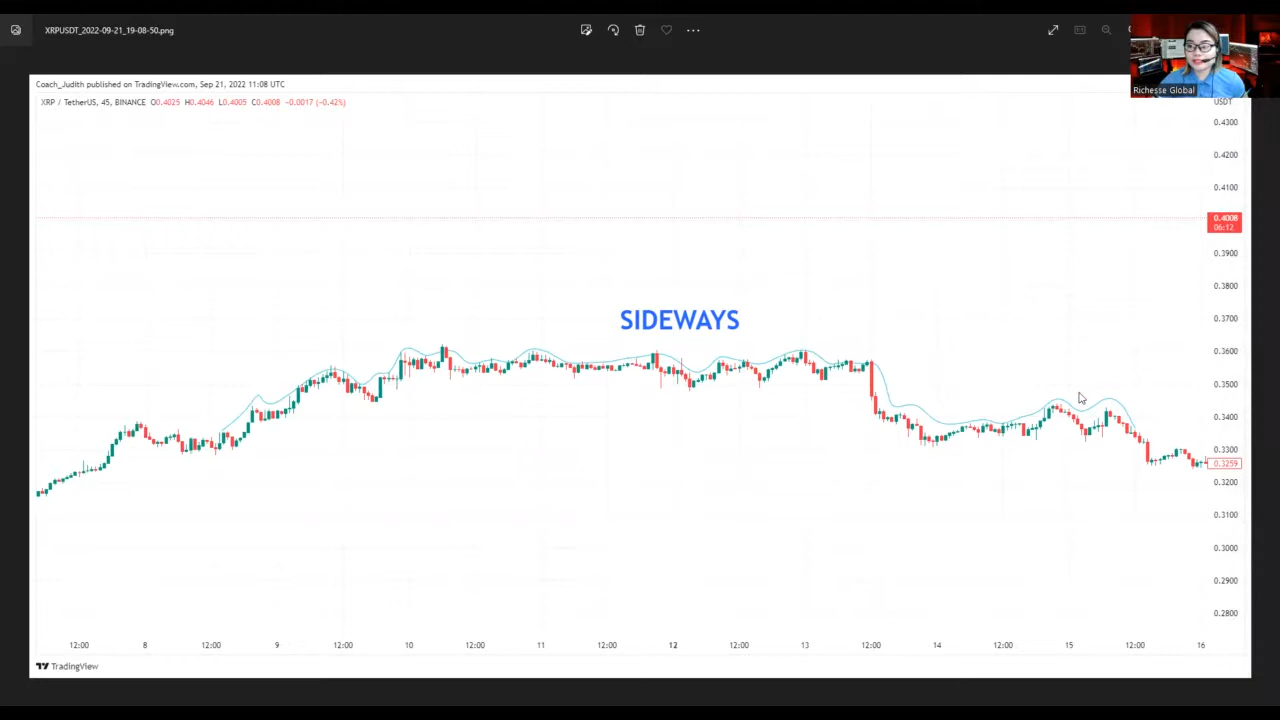 XRPUSDT_2022-09-21_19-08-50.png
Richesse Global
Coach_Judith published on TradingView.com, Sep 21, 2022 11:08 UTC
XRP / TetherUS, 45, BINANCE O0.4025 H0.4046 L0.4005 C0.4008 −0.0017 (−0.42%)
USDT
0.4300
0.4200
0.4100
0.4008
06:12
0.3900
0.3800
0.3700
SIDEWAYS
0.3600
0.3500
0.3400
0.3300
0.3259
0.3200
0.3100
0.3000
0.2900
0.2800
12:00 8 12:00 9 12:00 10 12:00 11 12:00 12 12:00 13 12:00 14 12:00 15 12:00 16
TradingView